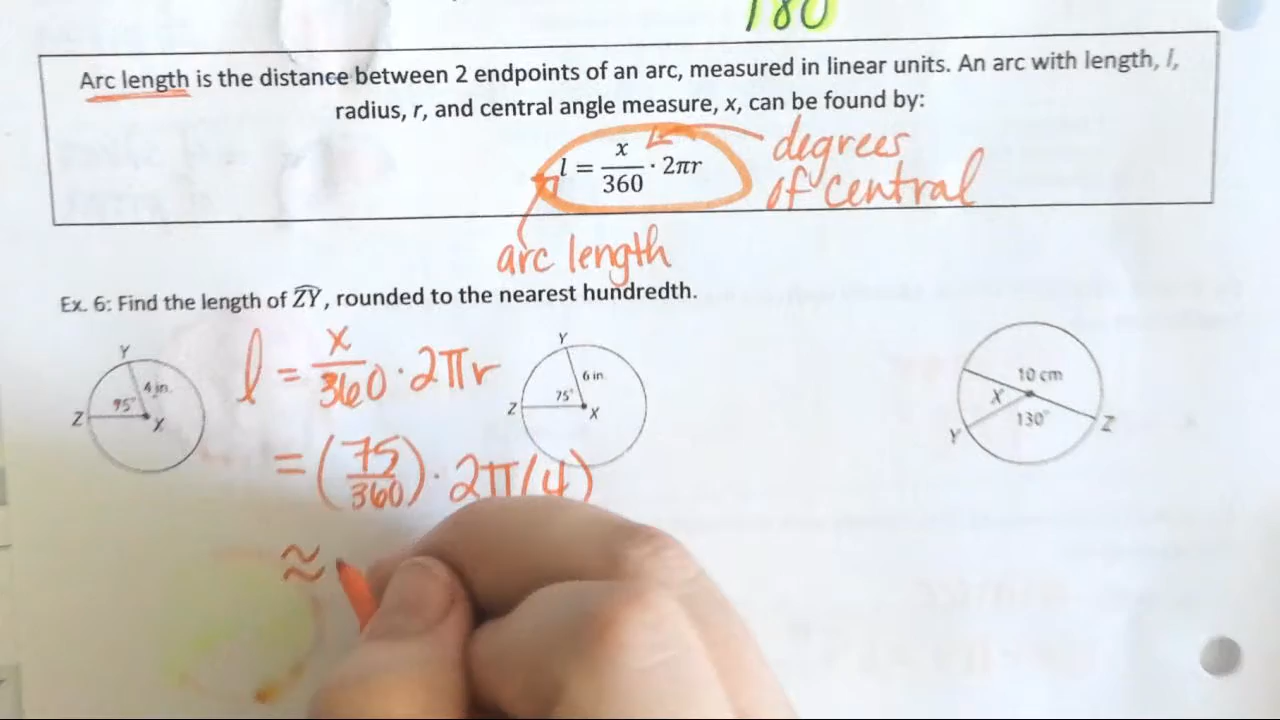 180
Arc length is the distance between 2 endpoints of an arc, measured in linear units. An arc with length, l,
radius, r, and central angle measure, x, can be found by:
l = x/360 · 2πr
degrees
of central
arc length
Ex. 6: Find the length of ZY, rounded to the nearest hundredth.
l = x/360 · 2πr
= (75/360) · 2π(4)
≈
Y
4 in.
Z
X
Y
6 in
75°
Z
X
10 cm
X
130°
Y
Z